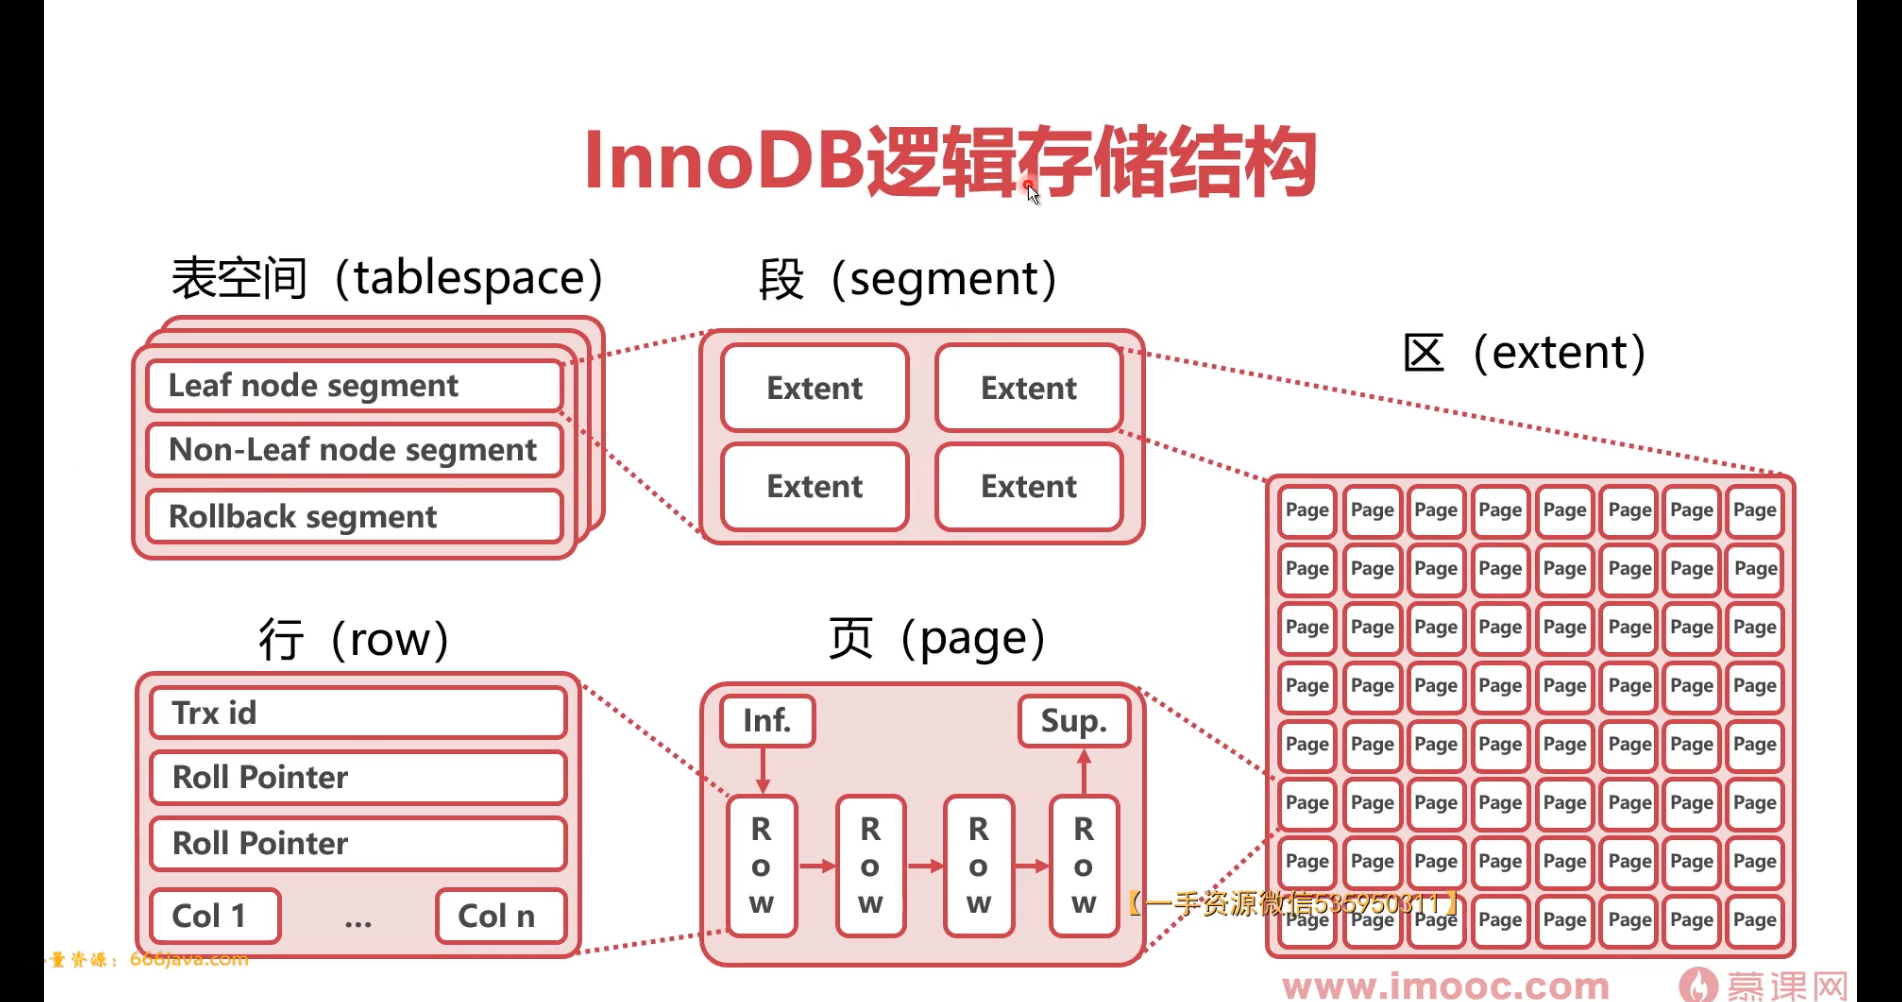 InnoDB逻辑存储结构
表空间（tablespace）
Leaf node segment
Non-Leaf node segment
Rollback segment
段（segment）
Extent Extent
Extent Extent
区（extent）
Page Page Page Page Page Page Page Page
Page Page Page Page Page Page Page Page
Page Page Page Page Page Page Page Page
Page Page Page Page Page Page Page Page
Page Page Page Page Page Page Page Page
Page Page Page Page Page Page Page Page
Page Page Page Page Page Page Page Page
Page Page Page Page Page Page Page Page
行（row）
Trx id
Roll Pointer
Roll Pointer
Col 1 ... Col n
页（page）
Inf. Sup.
Row Row Row Row
【一手资源微信535950311】
量资源：666java.com
www.imooc.com 慕课网